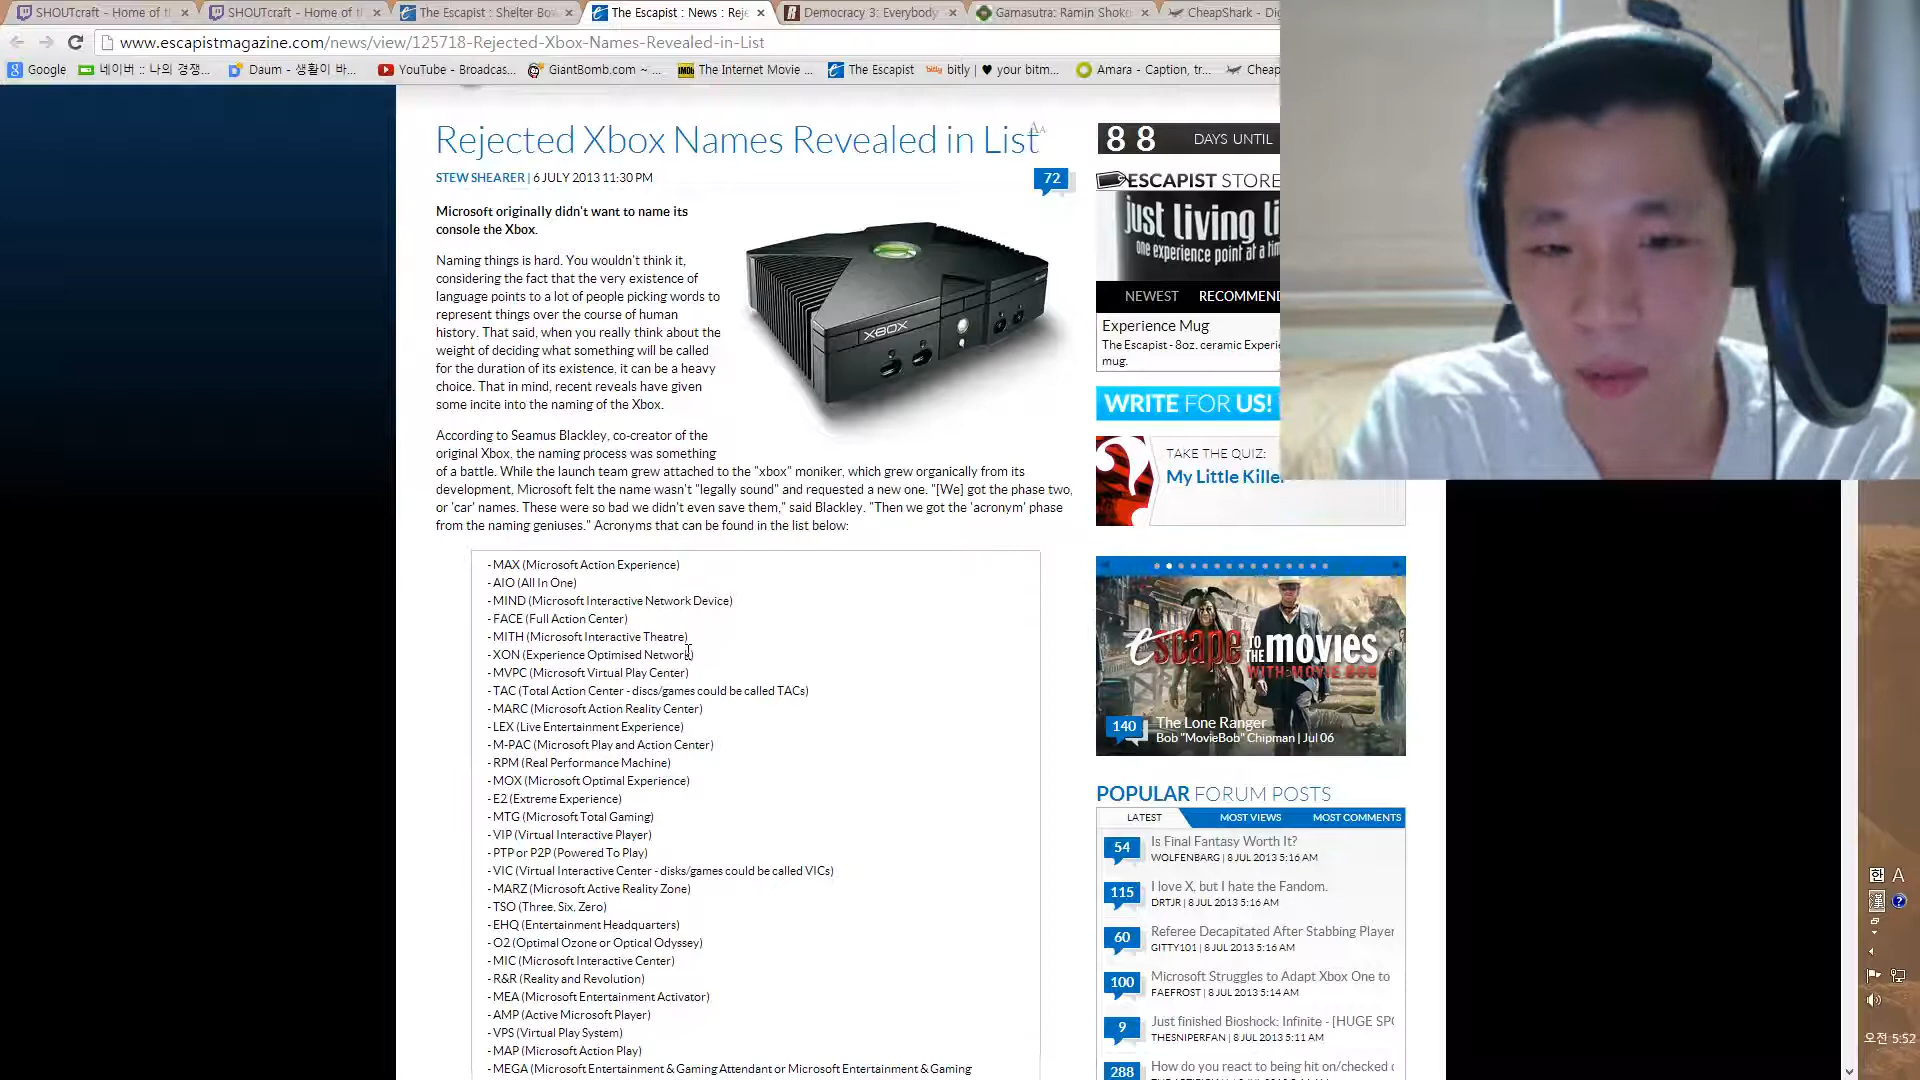 SHOUTcraft - Home of t
SHOUTcraft - Home of tl
The Escapist : Shelter Bo
The Escapist : News : Reje
Democracy 3: Everybody
Gamasutra: Ramin Shok
CheapShark - Di
www.escapistmagazine.com/news/view/125718-Rejected-Xbox-Names-Revealed-in-List
Google
네이버 :: 나의 경쟁...
Daum - 생활이 바...
YouTube - Broadcas...
GiantBomb.com ~ ...
The Internet Movie ...
The Escapist
bitly | ♥ your bitm...
Amara - Caption, tr...
Cheap
Rejected Xbox Names Revealed in List
STEW SHEARER | 6 JULY 2013 11:30 PM
72
Microsoft originally didn't want to name its
console the Xbox.
Naming things is hard. You wouldn't think it,
considering the fact that the very existence of
language points to a lot of people picking words to
represent things over the course of human
history. That said, when you really think about the
weight of deciding what something will be called
for the duration of its existence, it can be a heavy
choice. That in mind, recent reveals have given
some incite into the naming of the Xbox.
XBOX
According to Seamus Blackley, co-creator of the
original Xbox, the naming process was something
of a battle. While the launch team grew attached to the "xbox" moniker, which grew organically from its
development, Microsoft felt the name wasn't "legally sound" and requested a new one. "[We] got the phase two,
or 'car' names. These were so bad we didn't even save them," said Blackley. "Then we got the 'acronym' phase
from the naming geniuses." Acronyms that can be found in the list below:
- MAX (Microsoft Action Experience)
- AIO (All In One)
- MIND (Microsoft Interactive Network Device)
- FACE (Full Action Center)
- MITH (Microsoft Interactive Theatre)
- XON (Experience Optimised Network)
- MVPC (Microsoft Virtual Play Center)
- TAC (Total Action Center - discs/games could be called TACs)
- MARC (Microsoft Action Reality Center)
- LEX (Live Entertainment Experience)
- M-PAC (Microsoft Play and Action Center)
- RPM (Real Performance Machine)
- MOX (Microsoft Optimal Experience)
- E2 (Extreme Experience)
- MTG (Microsoft Total Gaming)
- VIP (Virtual Interactive Player)
- PTP or P2P (Powered To Play)
- VIC (Virtual Interactive Center - disks/games could be called VICs)
- MARZ (Microsoft Active Reality Zone)
- TSO (Three, Six, Zero)
- EHQ (Entertainment Headquarters)
- O2 (Optimal Ozone or Optical Odyssey)
- MIC (Microsoft Interactive Center)
- R&R (Reality and Revolution)
- MEA (Microsoft Entertainment Activator)
- AMP (Active Microsoft Player)
- VPS (Virtual Play System)
- MAP (Microsoft Action Play)
- MEGA (Microsoft Entertainment & Gaming Attendant or Microsoft Entertainment & Gaming
88 DAYS UNTIL
ESCAPIST STORE
just living li
one experience point at a tim
NEWEST RECOMMEND
Experience Mug
The Escapist - 8oz. ceramic Experi
mug.
WRITE FOR US!
TAKE THE QUIZ:
My Little Killer
escape TO THE movies
WITH MOVIE BOB
140
The Lone Ranger
Bob "MovieBob" Chipman | Jul 06
POPULAR FORUM POSTS
LATEST MOST VIEWS MOST COMMENTS
54 Is Final Fantasy Worth It?
WOLFENBARG | 8 JUL 2013 5:16 AM
115 I love X, but I hate the Fandom.
DRTJR | 8 JUL 2013 5:16 AM
60 Referee Decapitated After Stabbing Player
GITTY101 | 8 JUL 2013 5:16 AM
100 Microsoft Struggles to Adapt Xbox One to
FAEFROST | 8 JUL 2013 5:14 AM
9 Just finished Bioshock: Infinite - [HUGE SPO
THESNIPERFAN | 8 JUL 2013 5:11 AM
288 How do you react to being hit on/checked o
한 A
漢
오전 5:52